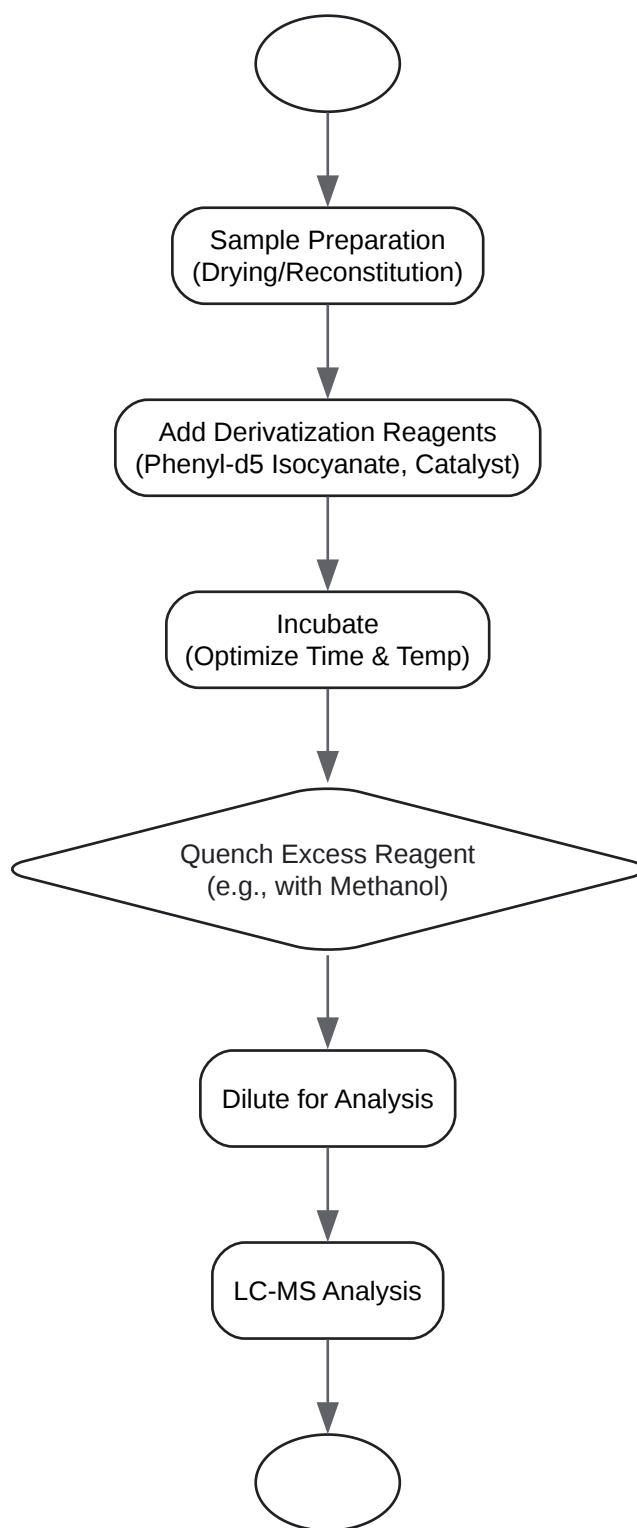 Sample Preparation
(Drying/Reconstitution)
Add Derivatization Reagents
(Phenyl-d5 Isocyanate, Catalyst)
Incubate
(Optimize Time & Temp)
Quench Excess Reagent
(e.g., with Methanol)
Dilute for Analysis
LC-MS Analysis